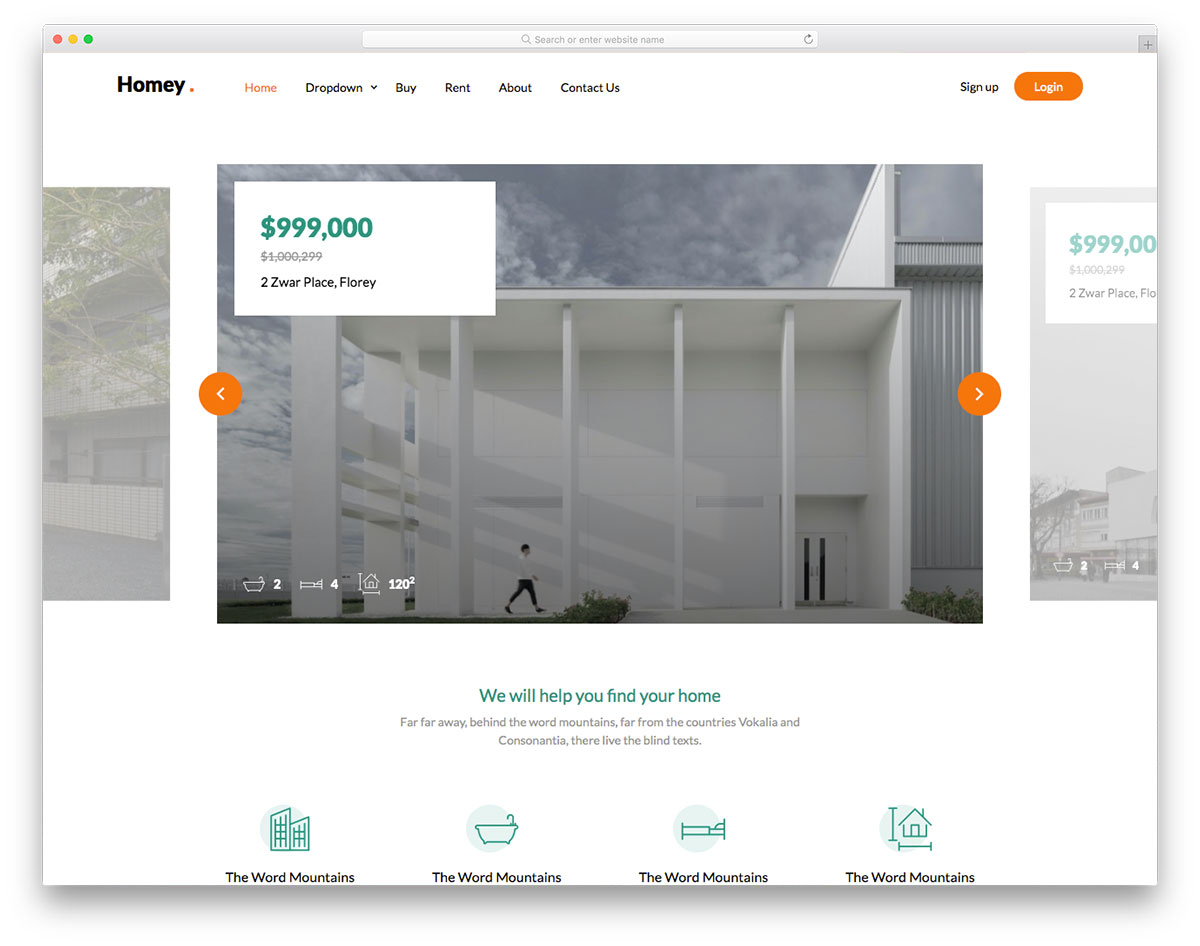 Search or enter website name
Homey .
Home Dropdown Buy Rent About Contact Us
Sign up Login
$999,000
$1,000,299
2 Zwar Place, Florey
2 4 120²
$999,00
$1,000,299
2 Zwar Place, Flo
2 4
We will help you find your home
Far far away, behind the word mountains, far from the countries Vokalia and
Consonantia, there live the blind texts.
The Word Mountains The Word Mountains The Word Mountains The Word Mountains